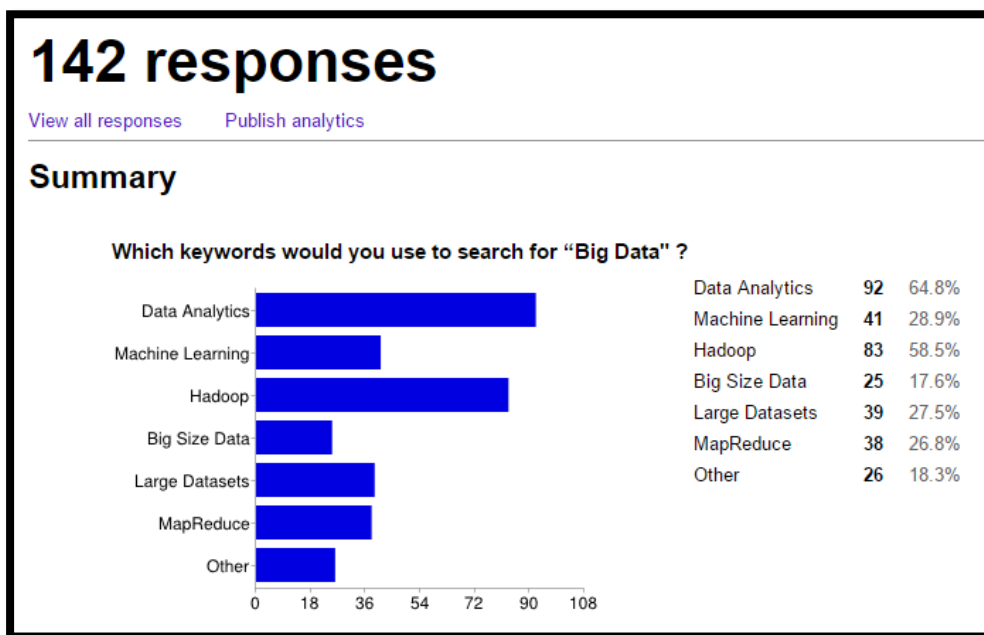 142 responses
View all responses Publish analytics
Summary
Which keywords would you use to search for “Big Data" ?
Data Analytics
Machine Learning
Hadoop
Big Size Data
Large Datasets
MapReduce
Other
0 18 36 54 72 90 108
Data Analytics 92 64.8%
Machine Learning 41 28.9%
Hadoop 83 58.5%
Big Size Data 25 17.6%
Large Datasets 39 27.5%
MapReduce 38 26.8%
Other 26 18.3%